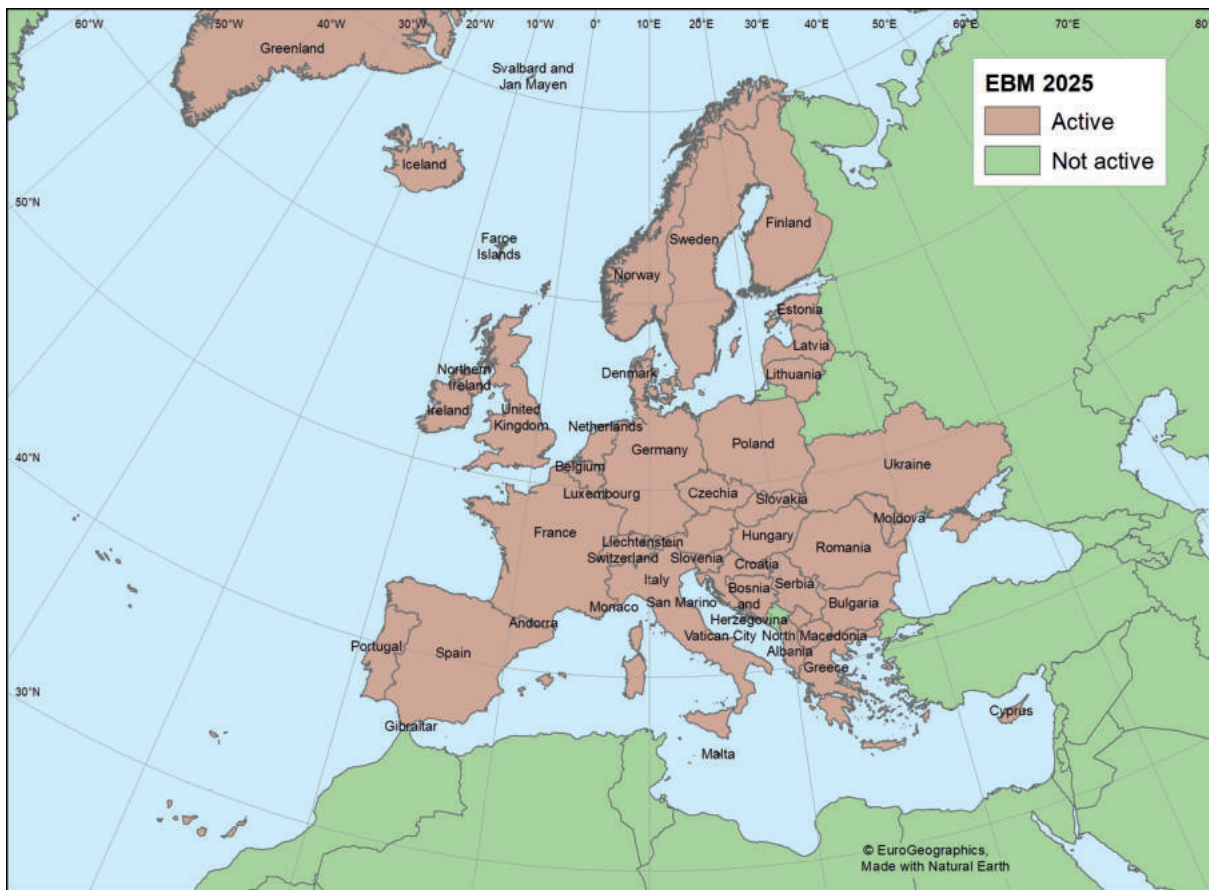 60°W
50°W
40°W
30°W
20°W
10°W
0°
10°E
20°E
30°E
40°E
50°E
60°E
70°E
80
Greenland
Svalbard and
Jan Mayen
EBM 2025
Active
Not active
Iceland
50°N
Faroe
Islands
Finland
Sweden
Norway
Estonia
Latvia
Lithuania
Northern
Ireland
Denmark
Ireland
United
Kingdom
Netherlands
Germany
Poland
40°N
Belgium
Ukraine
Luxembourg
Czechia
Slovakia
France
Moldova
Liechtenstein
Hungary
Romania
Switzerland
Slovenia
Croatia
Italy
Bosnia
and
Herzegovina
Serbia
Monaco
San Marino
Bulgaria
Andorra
Vatican City
North Macedonia
Portugal
Spain
Albania
Greece
30°N
Gibraltar
Cyprus
Malta
© EuroGeographics,
Made with Natural Earth